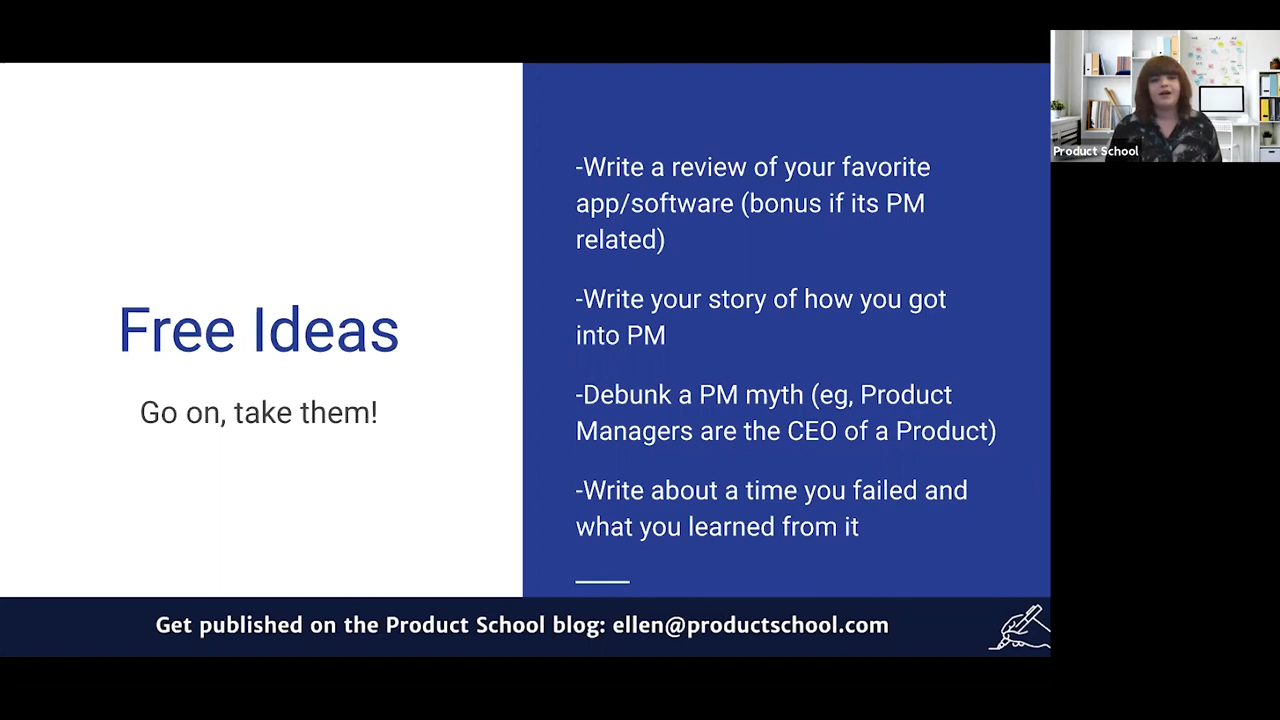 Free Ideas
Go on, take them!
-Write a review of your favorite
app/software (bonus if its PM
related)
-Write your story of how you got
into PM
-Debunk a PM myth (eg, Product
Managers are the CEO of a Product)
-Write about a time you failed and
what you learned from it
Get published on the Product School blog: ellen@productschool.com
Product School